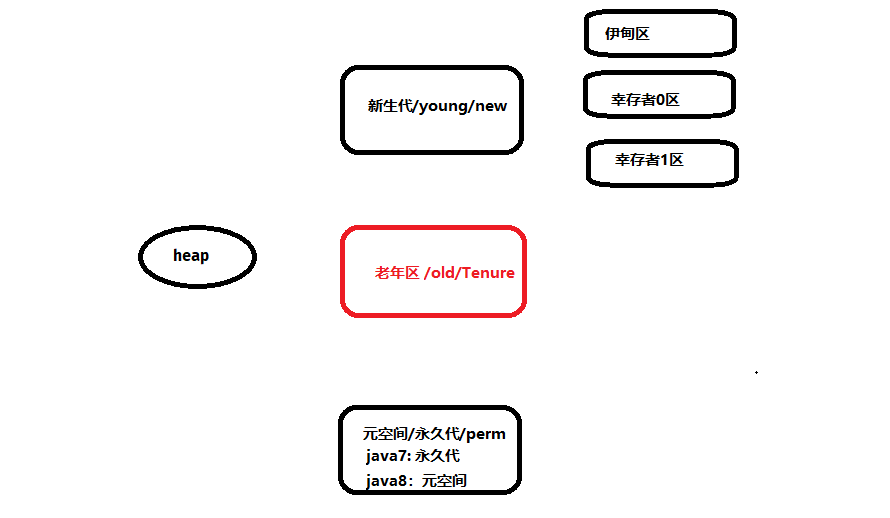 伊甸区
幸存者0区
新生代/young/new
幸存者1区
heap
老年区 /old/Tenure
元空间/永久代/perm
java7: 永久代
java8：元空间